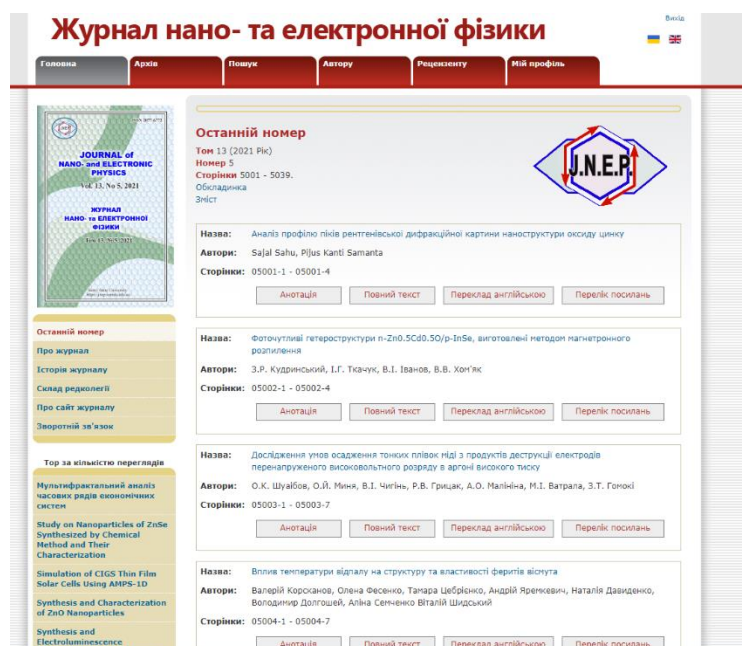 Журнал нано- та електронної фізики
Вихід
Головна
Архів
Пошук
Автору
Рецензенту
Мій профіль
JOURNAL of
NANO- and ELECTRONIC
PHYSICS
Vol. 13, No 5, 2021
ЖУРНАЛ
НАНО- та ЕЛЕКТРОННОЇ
ФІЗИКИ
Останній номер
Про журнал
Історія журналу
Склад редколегії
Про сайт журналу
Зворотній зв'язок
Top за кількістю переглядів
Мультифрактальний аналіз
часових рядів економічних
систем
Study on Nanoparticles of ZnSe
Synthesized by Chemical
Method and Their
Characterization
Simulation of CIGS Thin Film
Solar Cells Using AMPS-1D
Synthesis and Characterization
of ZnO Nanoparticles
Synthesis and
Electroluminescence
Останній номер
Том 13 (2021 Рік)
Номер 5
Сторінки 5001 - 5039.
Обкладинка
Зміст
J.N.E.P.
Назва: Аналіз профілю піків рентгенівської дифракційної картини наноструктури оксиду цинку
Автори: Sajal Sahu, Pijus Kanti Samanta
Сторінки: 05001-1 - 05001-4
Анотація Повний текст Переклад англійською Перелік посилань
Назва: Фоточутливі гетероструктури n-Zn0.5Cd0.5O/p-InSe, виготовлені методом магнетронного
розпилення
Автори: З.Р. Кудринський, І.Г. Ткачук, В.І. Іванов, В.В. Хом'як
Сторінки: 05002-1 - 05002-4
Анотація Повний текст Переклад англійською Перелік посилань
Назва: Дослідження умов осадження тонких плівок міді з продуктів деструкції електродів
перенапруженого високовольтного розряду в аргоні високого тиску
Автори: О.К. Шуаібов, О.Й. Миня, В.І. Чигінь, Р.В. Грицак, А.О. Малініна, М.І. Ватрала, З.Т. Гомокі
Сторінки: 05003-1 - 05003-7
Анотація Повний текст Переклад англійською Перелік посилань
Назва: Вплив температури відпалу на структуру та властивості феритів вісмута
Автори: Валерій Корсканов, Олена Фесенко, Тамара Цебрієнко, Андрій Яремкевич, Наталія Давиденко,
Володимир Долгошей, Аліна Семченко Віталій Шидський
Сторінки: 05004-1 - 05004-7
Анотація Повний текст Переклад англійською Перелік посилань